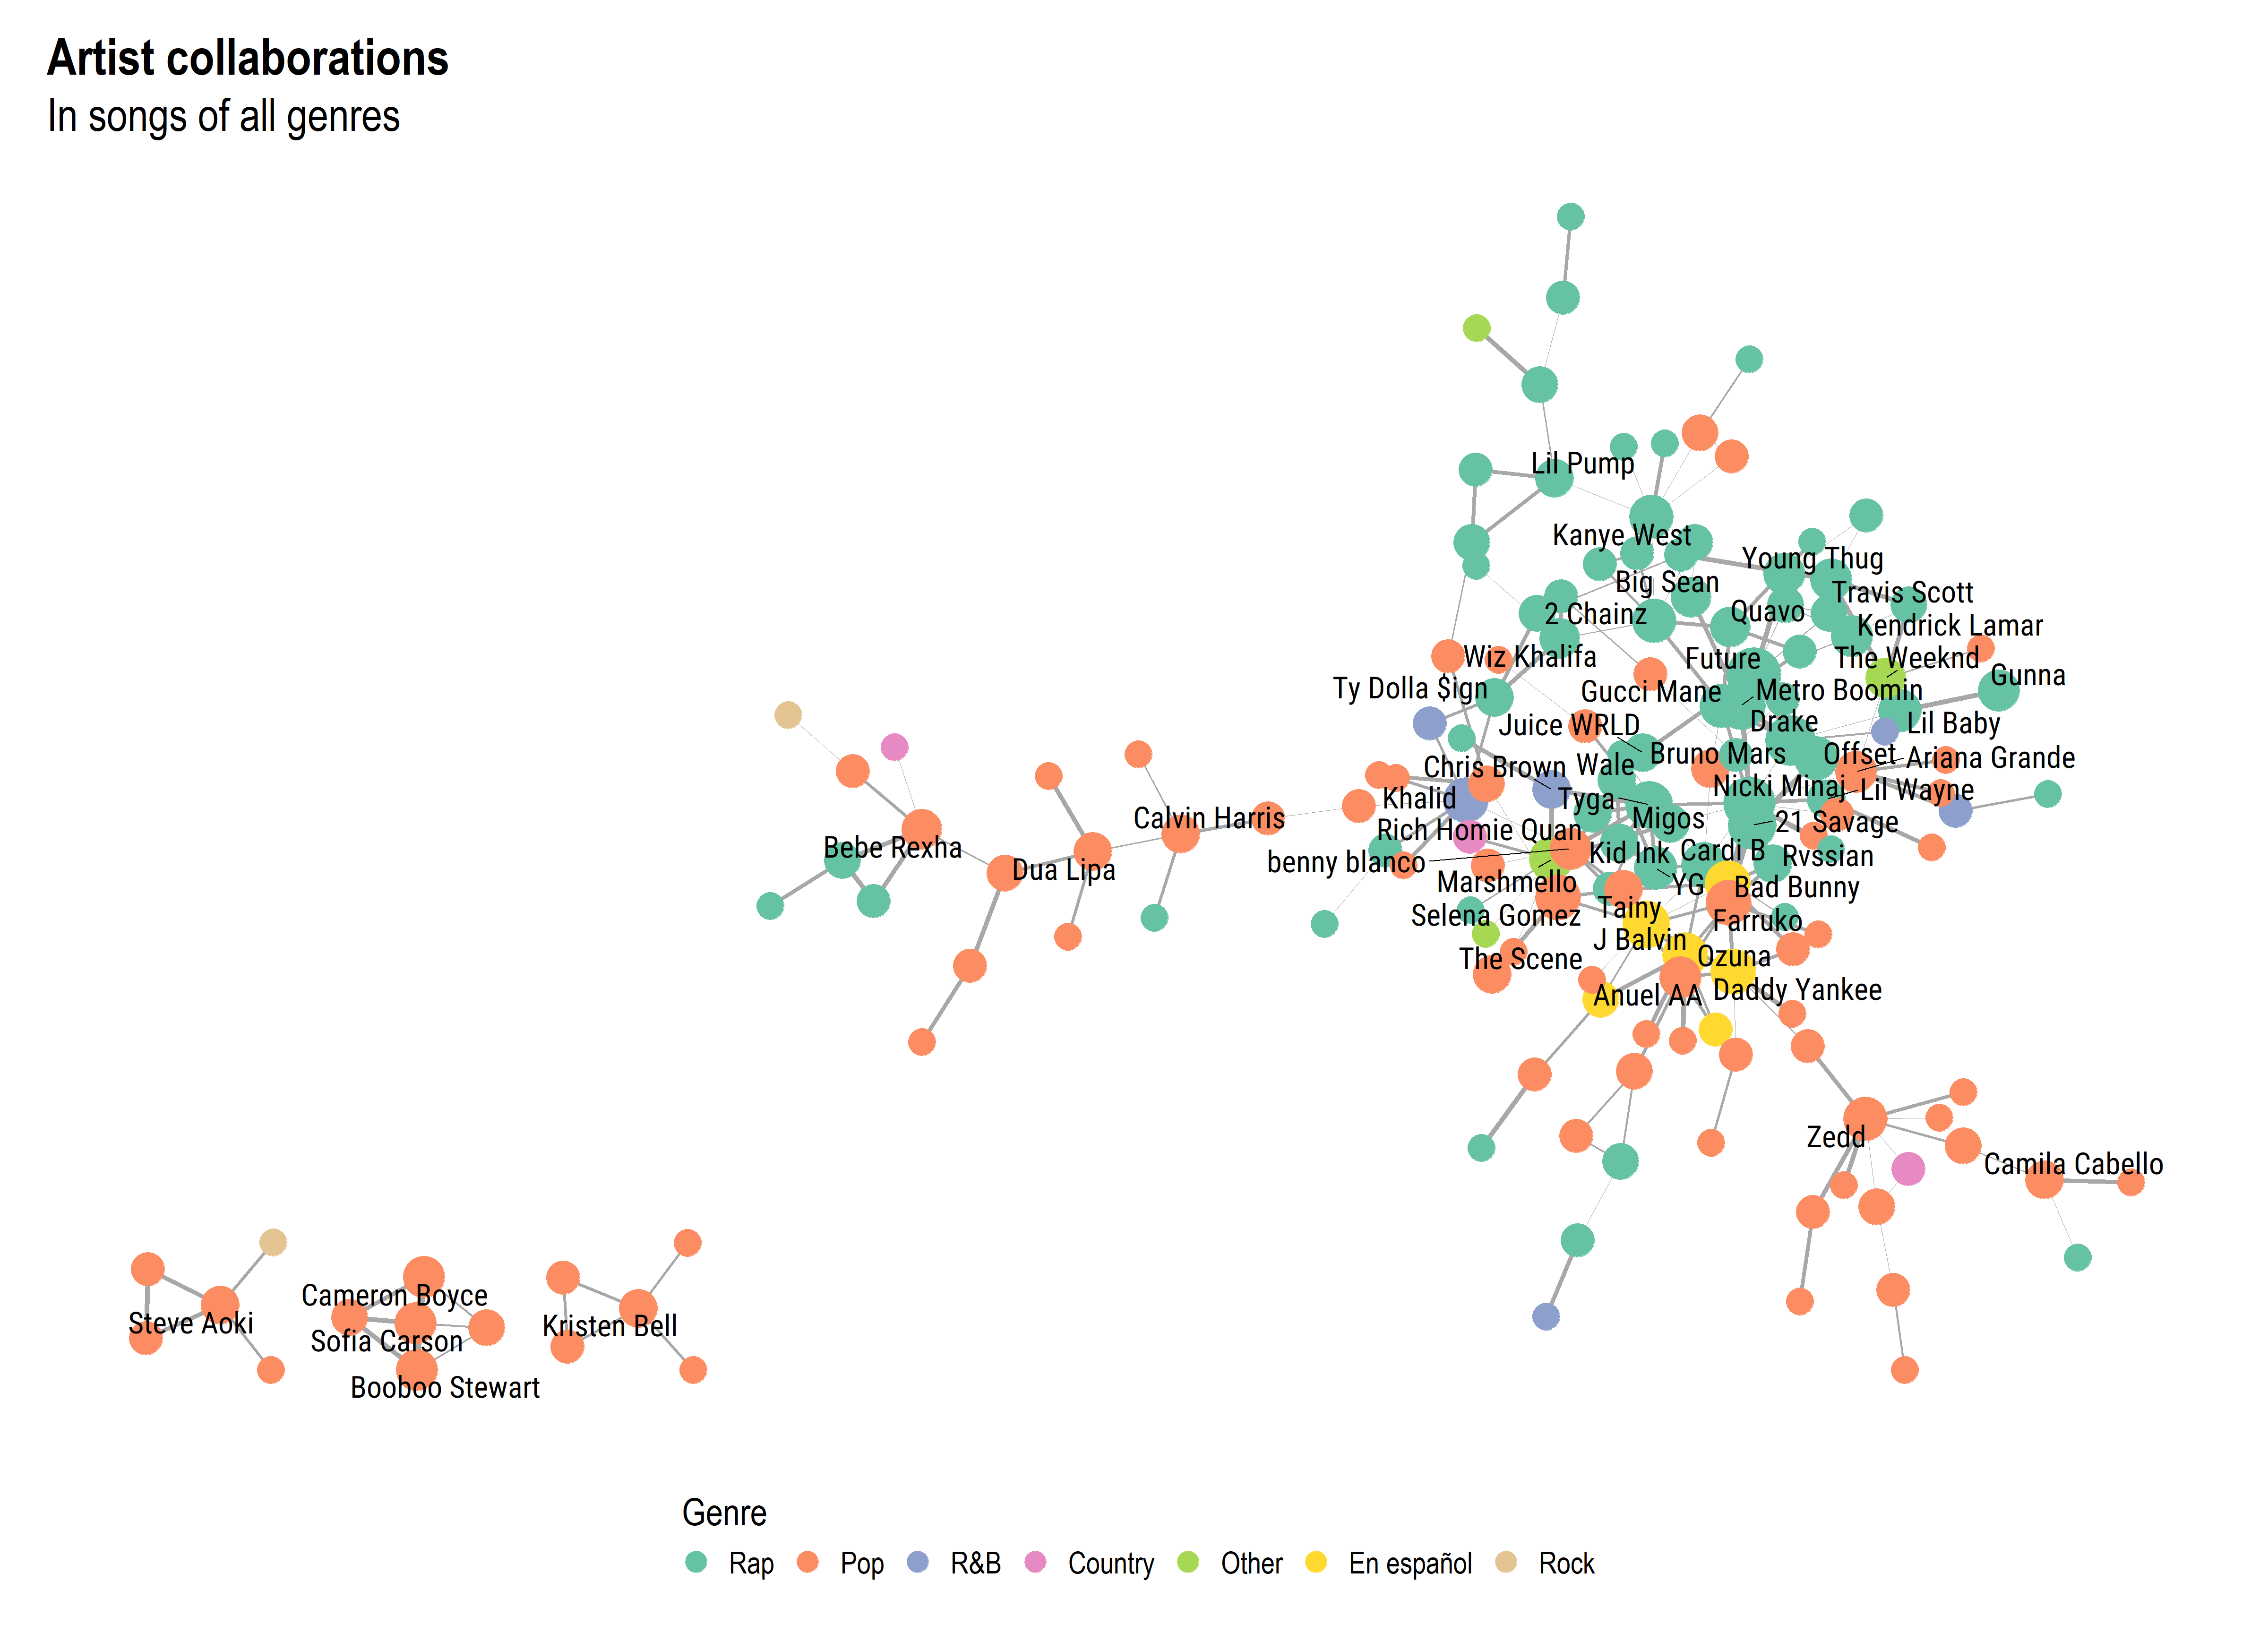 Artist collaborations
In songs of all genres
Lil Pump
Kanye West
Young Thug
Big Sean
Travis Scott
2 Chainz
Quavo
Kendrick Lamar
Wiz Khalifa
Future
The Weeknd
Gunna
Ty Dolla $ign
Gucci Mane
Metro Boomin
Juice WRLD
Drake
Lil Baby
Bruno Mars
Offset
Ariana Grande
Chris Brown
Wale
Nicki Minaj
Lil Wayne
Khalid
Tyga
Calvin Harris
Migos
21 Savage
Rich Homie Quan
Bebe Rexha
Kid Ink
Cardi B
Rvssian
benny blanco
Dua Lipa
Marshmello
YG
Bad Bunny
Selena Gomez
Tainy
Farruko
J Balvin
The Scene
Ozuna
Anuel AA
Daddy Yankee
Zedd
Camila Cabello
Cameron Boyce
Steve Aoki
Kristen Bell
Sofia Carson
Booboo Stewart
Genre
Rap
Pop
R&B
Country
Other
En español
Rock